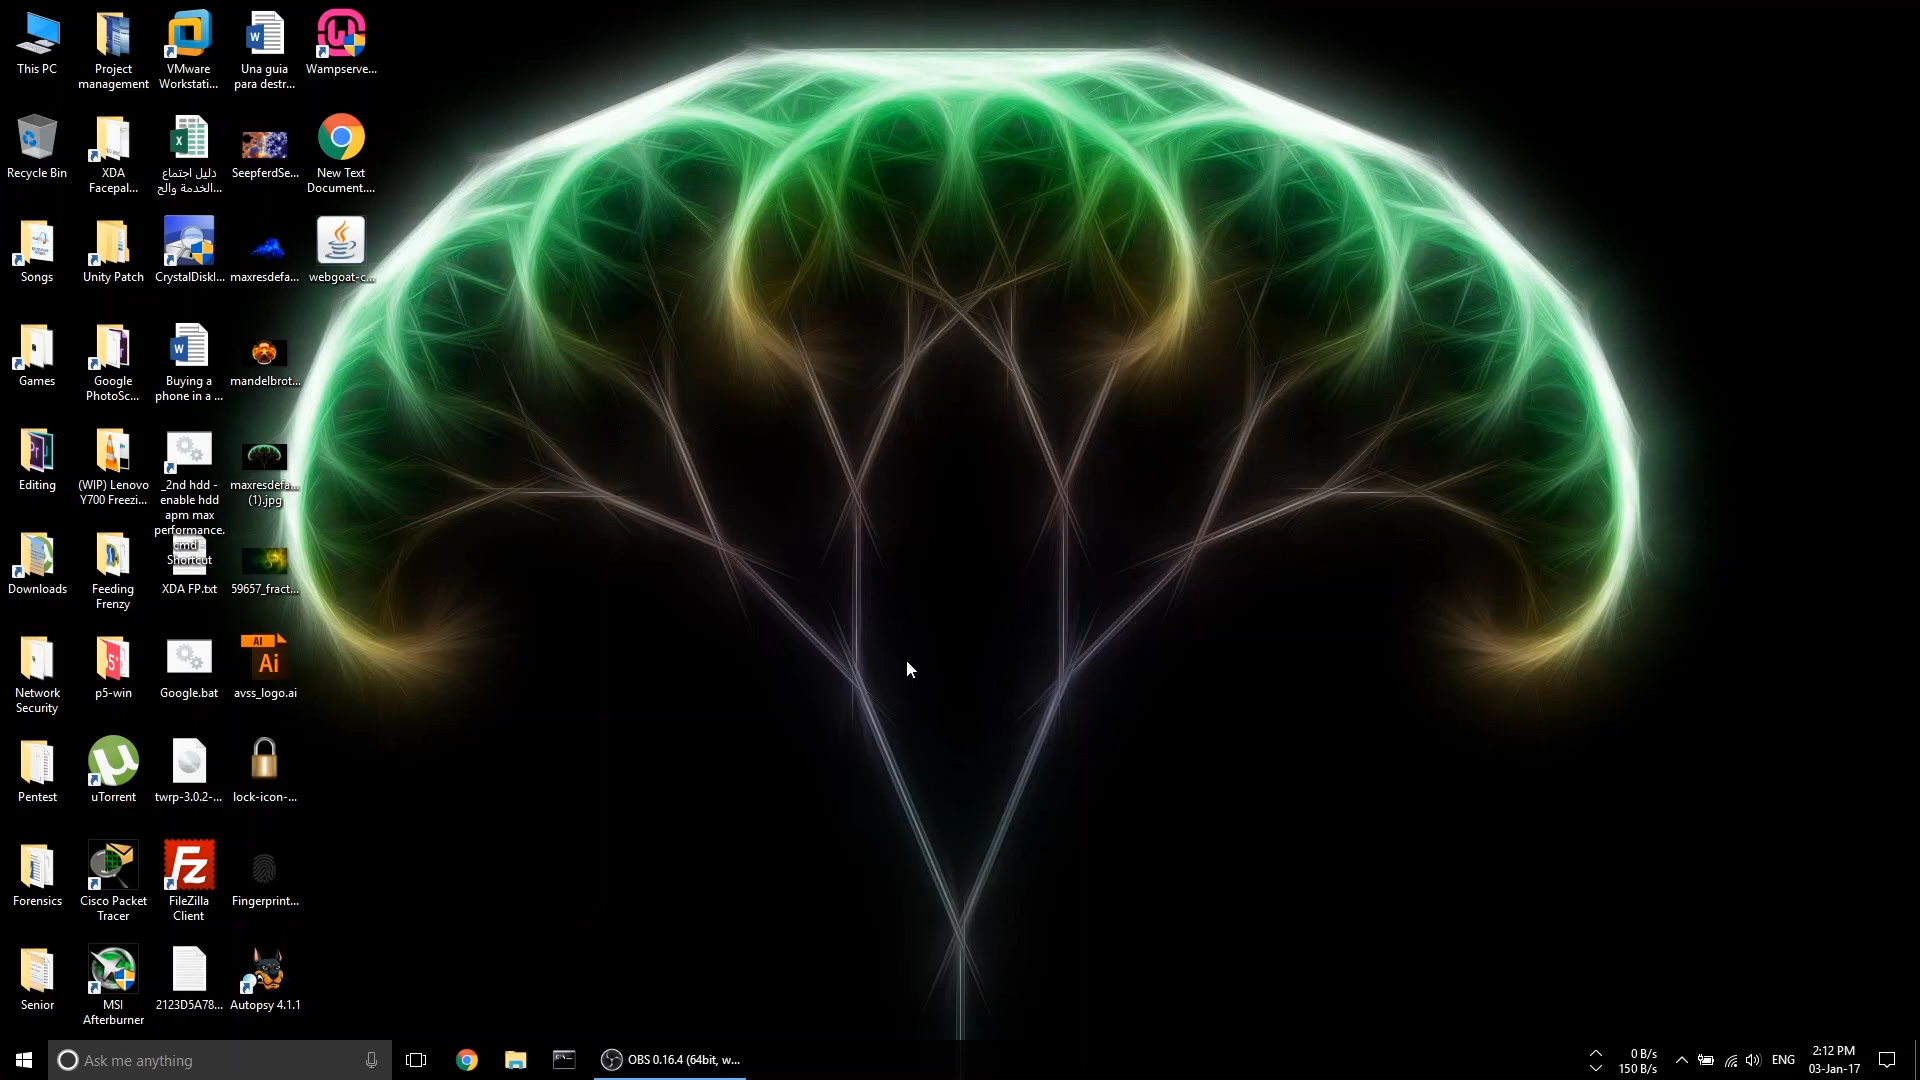 This PC
Project
management
VMware
Workstati...
Una guia
para destr...
Wampserve...
Recycle Bin
XDA
Facepal...
دليل اجتماع
الخدمة والح...
SeepferdSe...
New Text
Document....
Songs
Unity Patch
CrystalDiskI...
maxresdefa...
webgoat-c...
Games
Google
PhotoSc...
Buying a
phone in a ...
mandelbrot...
Editing
(WIP) Lenovo
Y700 Freezi...
_2nd hdd -
enable hdd
apm max
performance.
cmd -
Shortcut
maxresdefa...
(1).jpg
Downloads
Feeding
Frenzy
XDA FP.txt
59657_fract...
Network
Security
p5-win
Google.bat
avss_logo.ai
Pentest
uTorrent
twrp-3.0.2-...
lock-icon-...
Forensics
Cisco Packet
Tracer
FileZilla
Client
Fingerprint...
Senior
MSI
Afterburner
2123D5A78...
Autopsy 4.1.1
Ask me anything
OBS 0.16.4 (64bit, w...
0 B/s
150 B/s
ENG
2:12 PM
03-Jan-17